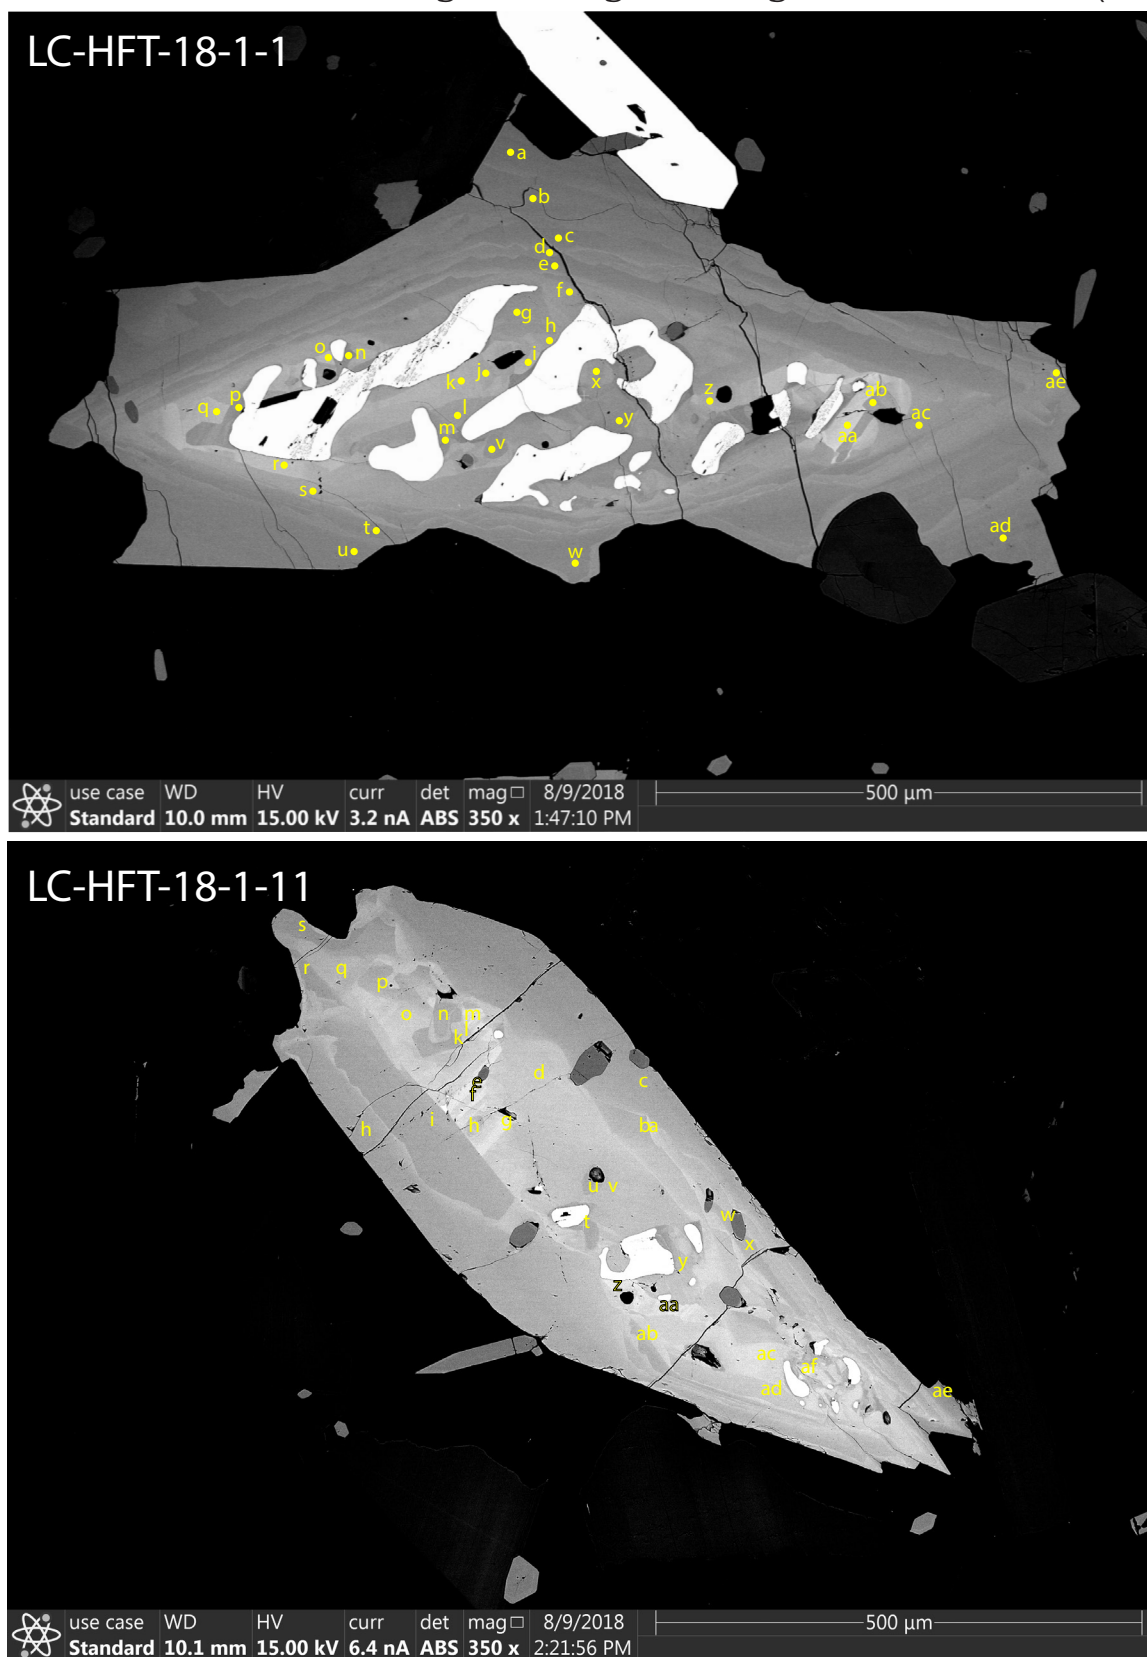 LC-HFT-18-1-1
a
b
c
d
e
f
g
h
i
j
k
l
m
n
o
p
q
r
s
t
u
v
w
x
y
z
aa
ab
ac
ad
ae
use case WD HV curr det mag □ 8/9/2018 500 µm
Standard 10.0 mm 15.00 kV 3.2 nA ABS 350 x 1:47:10 PM
LC-HFT-18-1-11
s
r q
p
o n m
l
k
d c
e
f
h i h g ba
u v
t w
x
y
z
aa
ab
ac
af
ad ae
use case WD HV curr det mag □ 8/9/2018 500 µm
Standard 10.1 mm 15.00 kV 6.4 nA ABS 350 x 2:21:56 PM